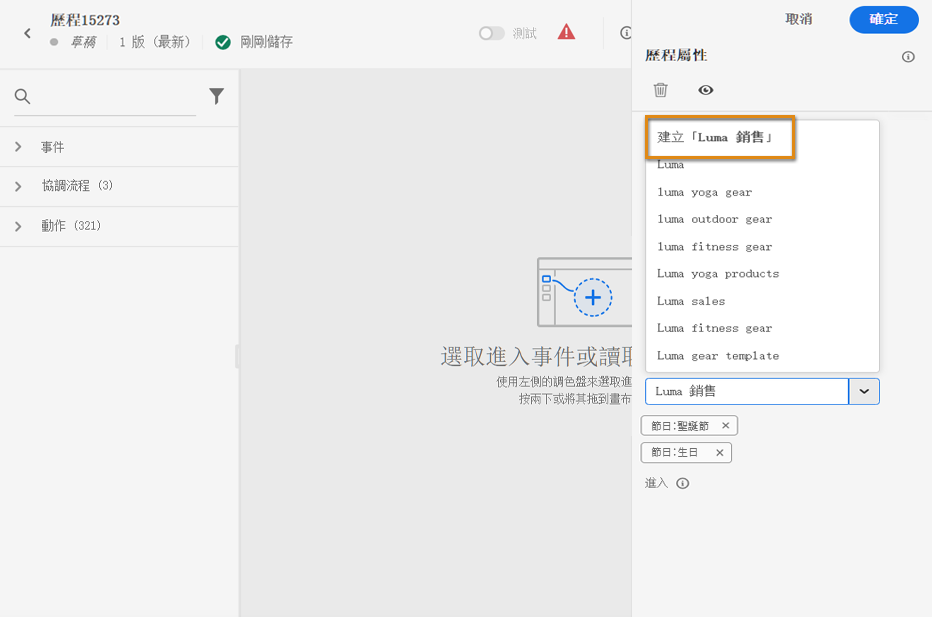 歷程15273
草稿
1 版 (最新)
剛剛儲存
測試
取消
確定
歷程屬性
事件
協調流程 (3)
動作 (321)
選取進入事件或讀取
使用左側的調色盤來選取進
按兩下或將其拖到畫布
建立「Luma 銷售」
Luma
luma yoga gear
luma outdoor gear
luma fitness gear
Luma yoga products
Luma sales
Luma fitness gear
Luma gear template
Luma 銷售
節日:聖誕節
節日:生日
進入